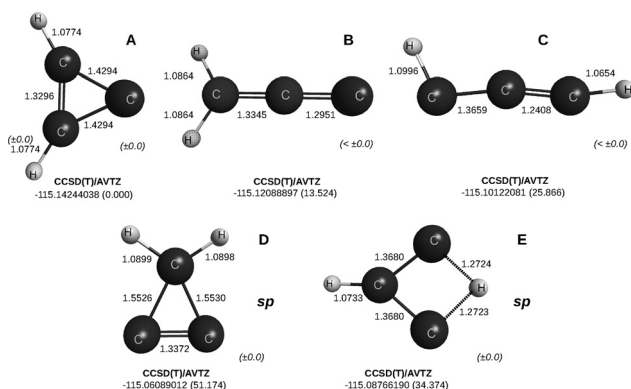 A
B
C
H
1.0774
C
1.4294
1.3296
C
1.4294
C
(±0.0)
1.0774
H
(±0.0)
CCSD(T)/AVTZ
-115.14244038 (0.000)
H
1.0864
C
C
C
1.0864
1.3345
1.2951
H
(< ±0.0)
CCSD(T)/AVTZ
-115.12088897 (13.524)
H
1.0996
C
1.0654
C
1.3659
1.2408
C
H
(< ±0.0)
CCSD(T)/AVTZ
-115.10122081 (25.866)
D
H
H
1.0899
1.0898
C
sp
1.5526
1.5530
C
C
1.3372
(±0.0)
CCSD(T)/AVTZ
-115.06089012 (51.174)
E
C
1.3680
1.2724
H
C
H
sp
1.0733
1.3680
1.2723
C
(±0.0)
CCSD(T)/AVTZ
-115.08766190 (34.374)